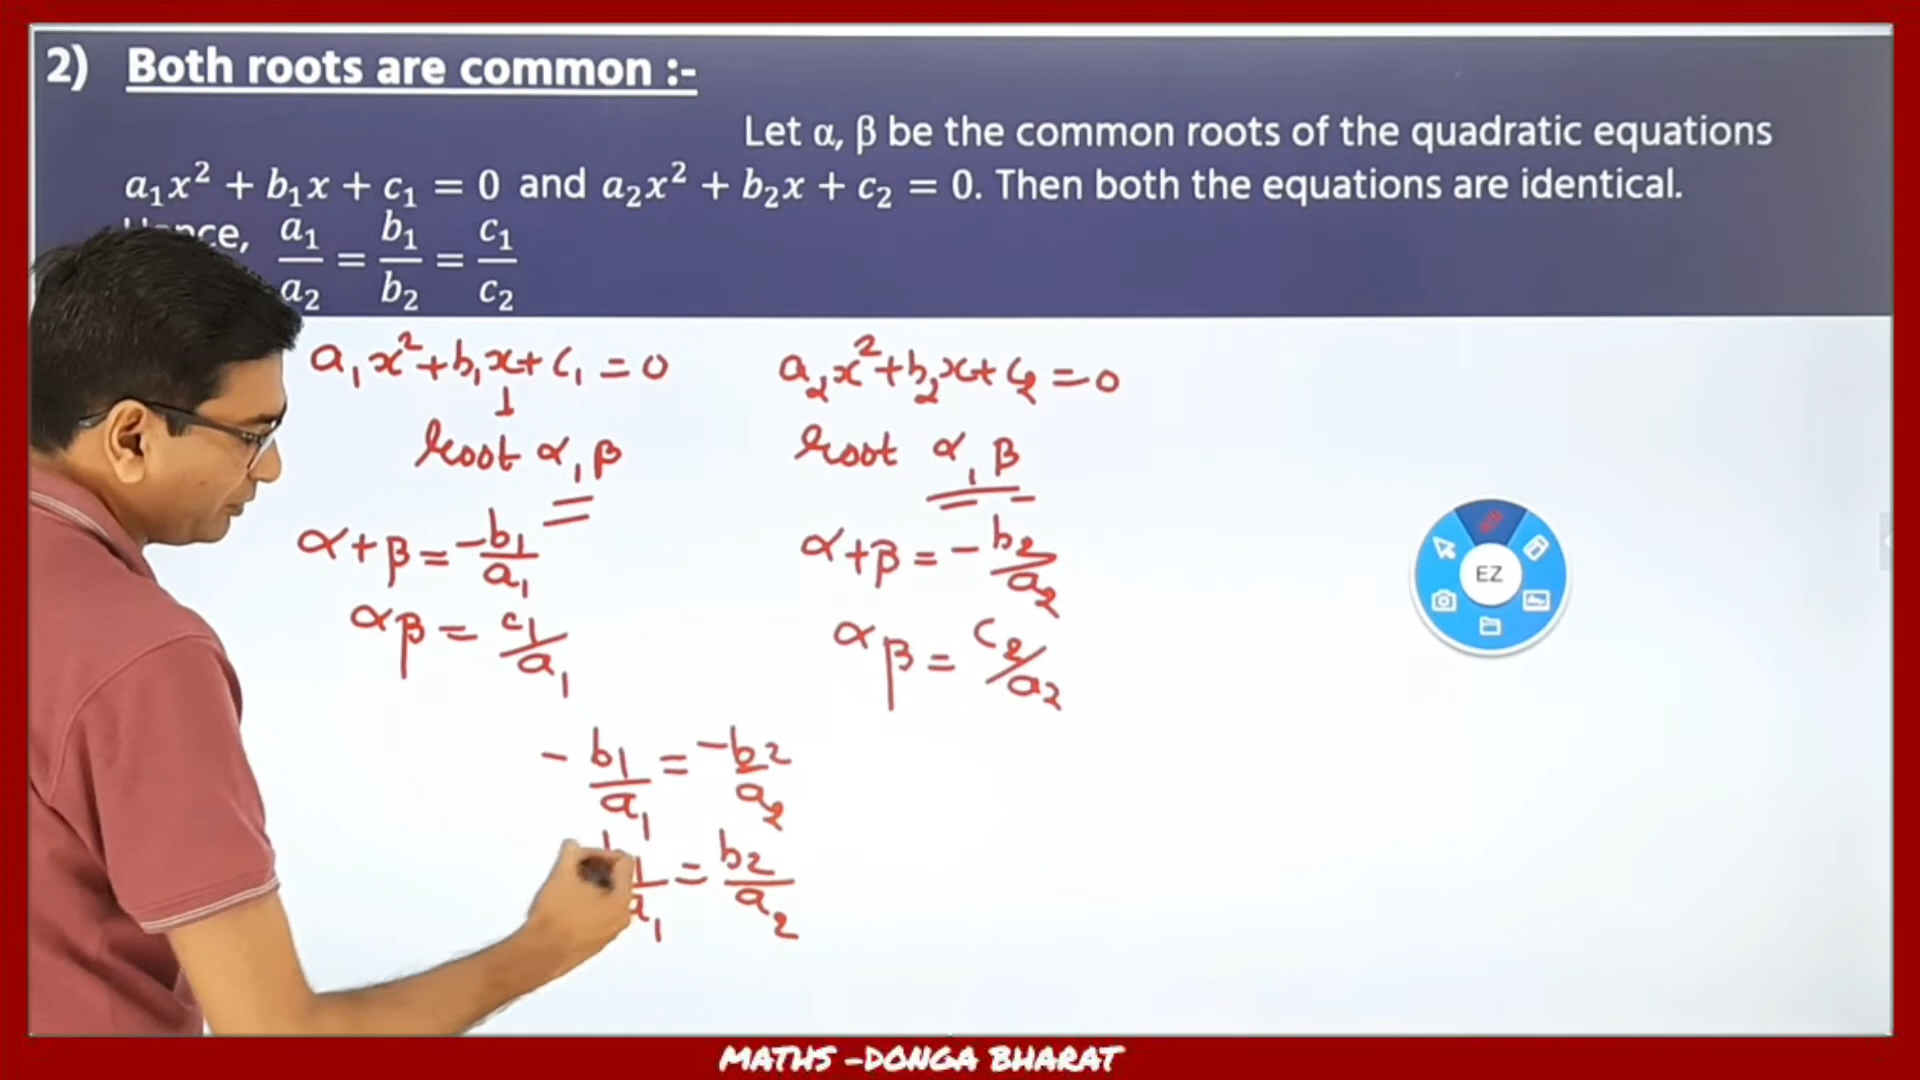 2) Both roots are common :-
Let α, β be the common roots of the quadratic equations
a₁x² + b₁x + c₁ = 0 and a₂x² + b₂x + c₂ = 0. Then both the equations are identical.
a₁/a₂ = b₁/b₂ = c₁/c₂
a₁x²+b₁x+c₁ = 0
a₂x²+b₂x+c₂ = 0
root α, β
root α, β
α+β = -b₁/a₁
α+β = -b₂/a₂
αβ = c₁/a₁
αβ = c₂/a₂
-b₁/a₁ = -b₂/a₂
/a₁ = b₂/a₂
EZ
MATHS -DONGA BHARAT